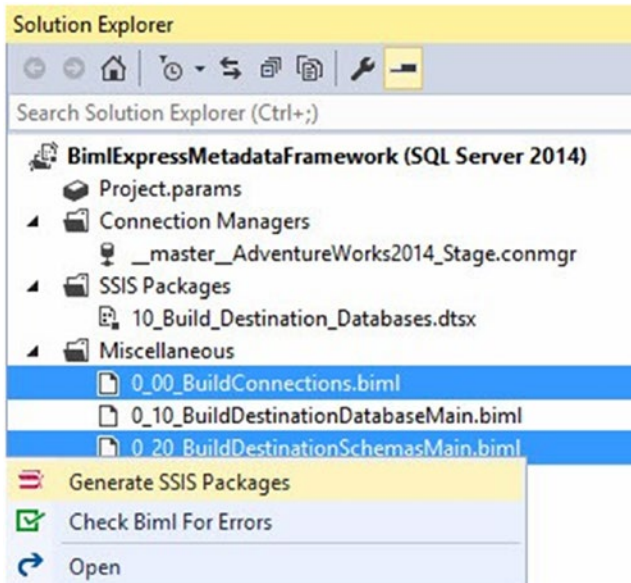 Solution Explorer
Search Solution Explorer (Ctrl+;)
BimlExpressMetadataFramework (SQL Server 2014)
Project.params
Connection Managers
__master__AdventureWorks2014_Stage.conmgr
SSIS Packages
10_Build_Destination_Databases.dtsx
Miscellaneous
0_00_BuildConnections.biml
0_10_BuildDestinationDatabaseMain.biml
0_20_BuildDestinationSchemasMain.biml
Generate SSIS Packages
Check Biml For Errors
Open